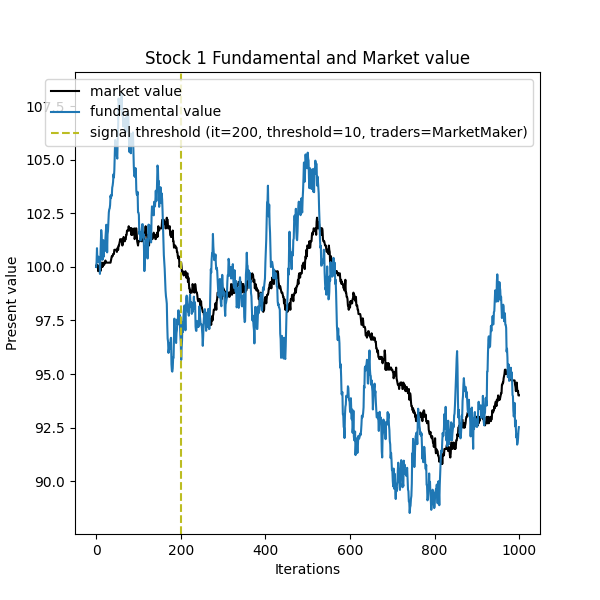 Stock 1 Fundamental and Market value
market value
fundamental value
signal threshold (it=200, threshold=10, traders=MarketMaker)
107.5
105.0
102.5
100.0
97.5
95.0
92.5
90.0
Present value
0 200 400 600 800 1000
Iterations